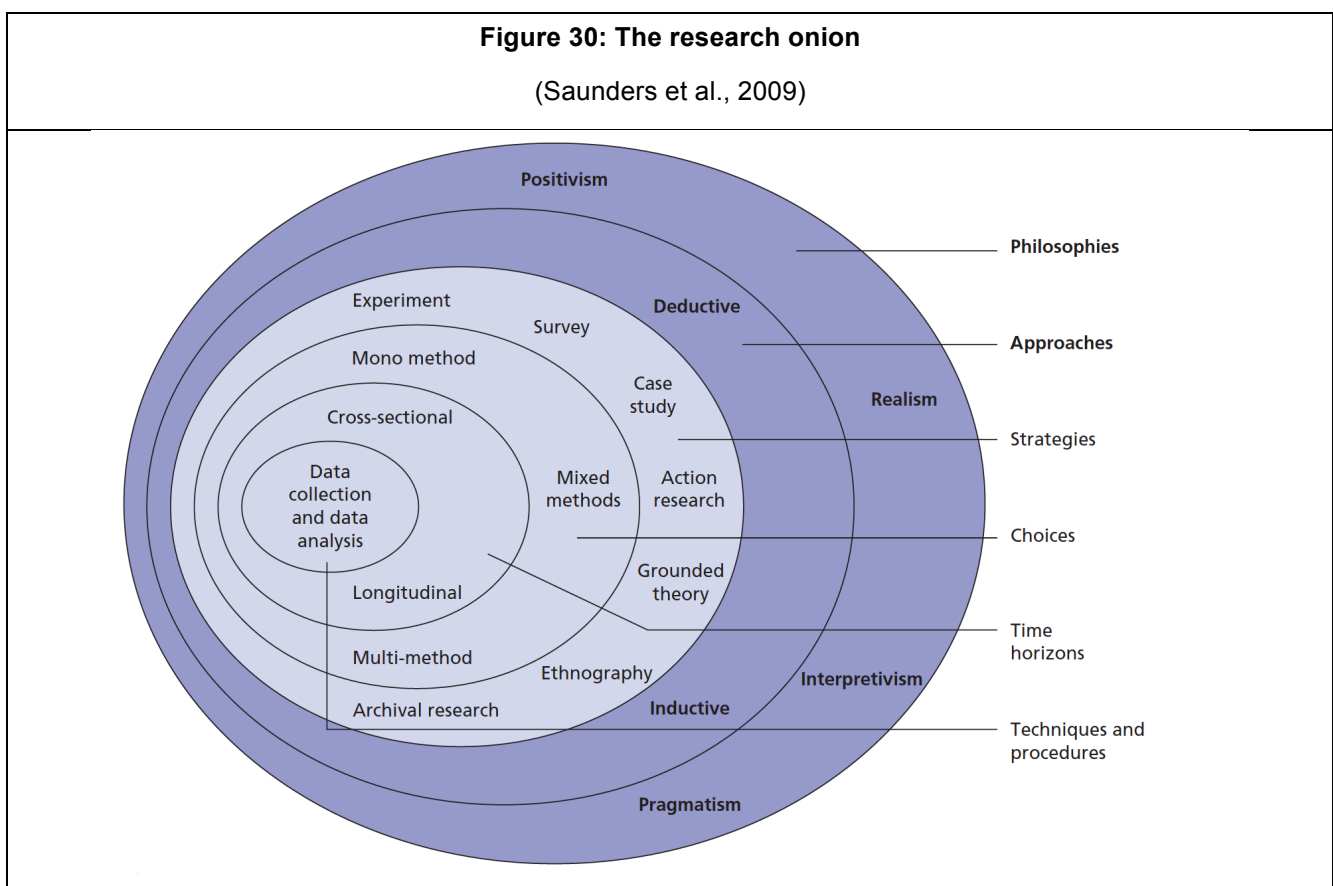 Figure 30: The research onion
(Saunders et al., 2009)
Positivism
Philosophies
Experiment
Deductive
Survey
Approaches
Mono method
Case
study
Realism
Cross-sectional
Strategies
Data
collection
and data
analysis
Mixed
methods
Action
research
Choices
Longitudinal
Grounded
theory
Time
horizons
Multi-method
Ethnography
Interpretivism
Archival research
Inductive
Techniques and
procedures
Pragmatism